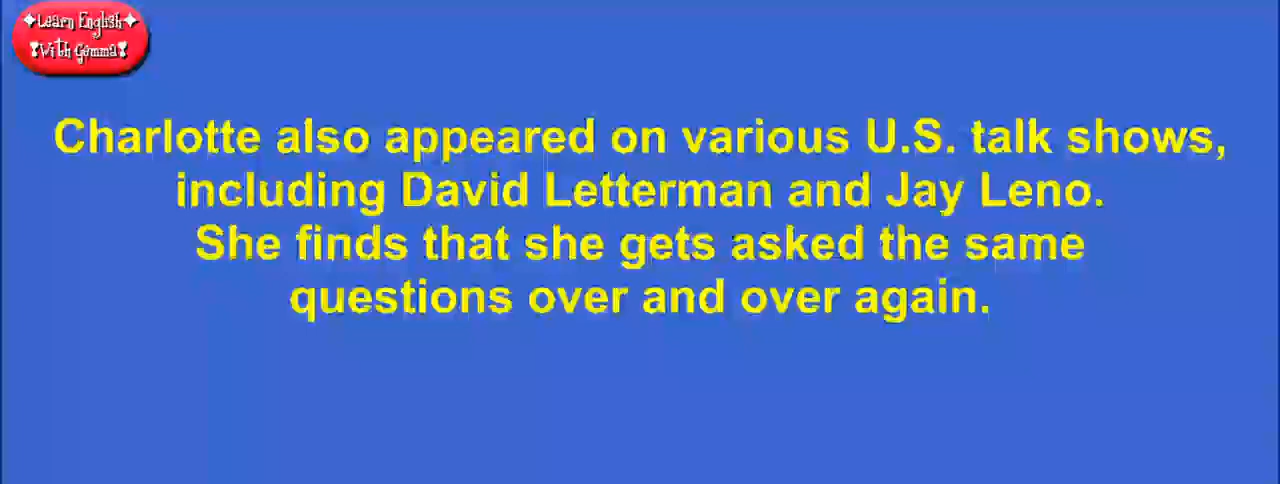 Learn English
With Gemma
Charlotte also appeared on various U.S. talk shows,
including David Letterman and Jay Leno.
She finds that she gets asked the same
questions over and over again.